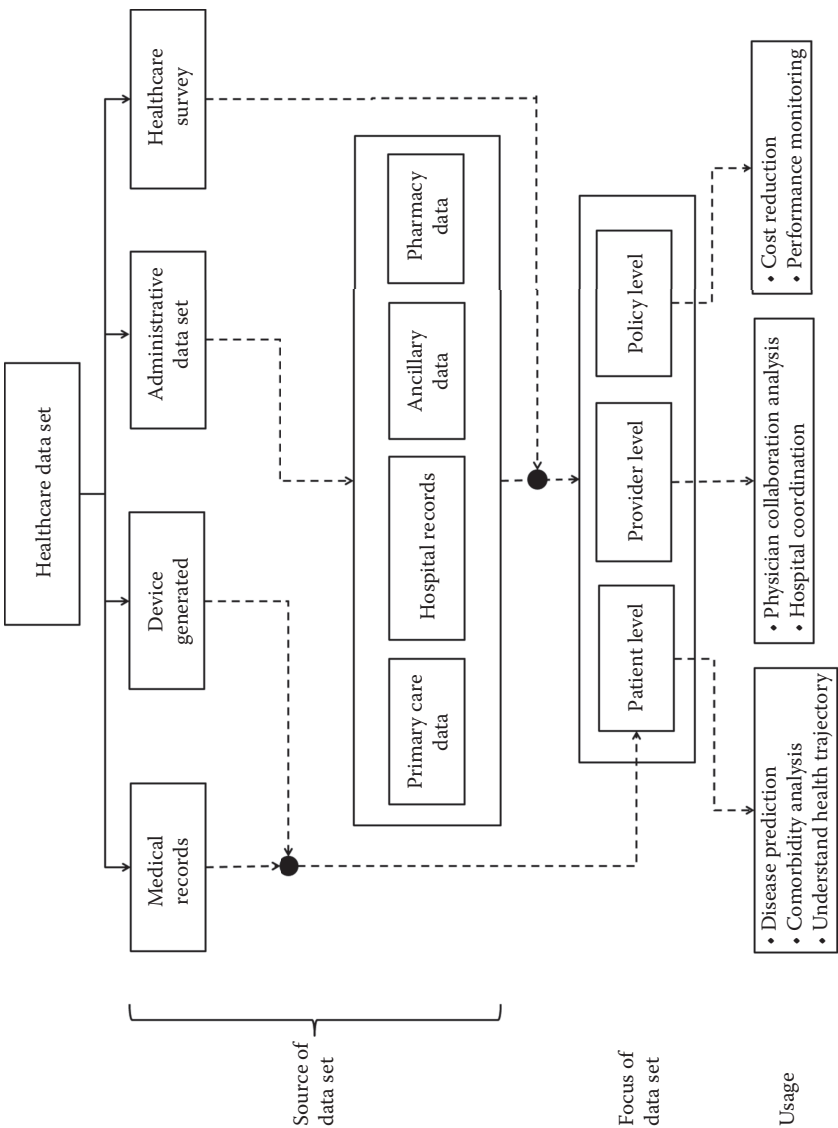 Healthcare data set
Medical
records
Device
generated
Administrative
data set
Healthcare
survey
Source of
data set
Primary care
data
Hospital records
Ancillary
data
Pharmacy
data
Focus of
data set
Patient level
Provider level
Policy level
Usage
• Disease prediction
• Comorbidity analysis
• Understand health trajectory
• Physician collaboration analysis
• Hospital coordination
• Cost reduction
• Performance monitoring